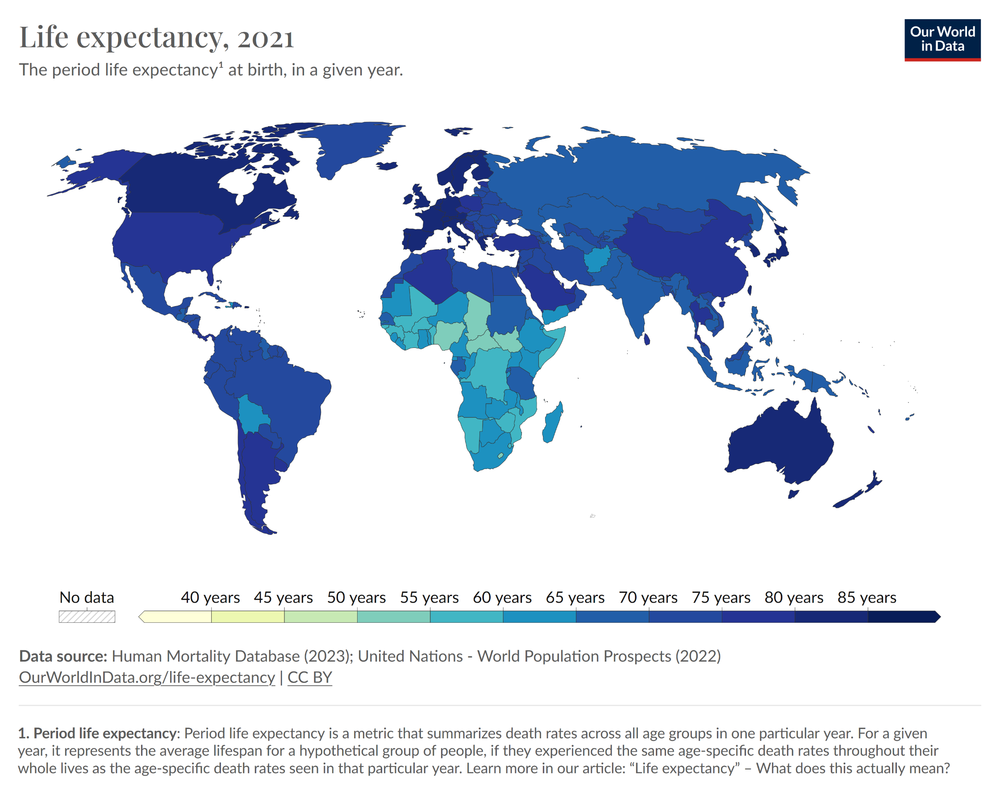 Life expectancy, 2021
The period life expectancy¹ at birth, in a given year.
Our World
in Data
No data
40 years 45 years 50 years 55 years 60 years 65 years 70 years 75 years 80 years 85 years
Data source: Human Mortality Database (2023); United Nations - World Population Prospects (2022)
OurWorldInData.org/life-expectancy | CC BY
1. Period life expectancy: Period life expectancy is a metric that summarizes death rates across all age groups in one particular year. For a given
year, it represents the average lifespan for a hypothetical group of people, if they experienced the same age-specific death rates throughout their
whole lives as the age-specific death rates seen in that particular year. Learn more in our article: “Life expectancy” – What does this actually mean?